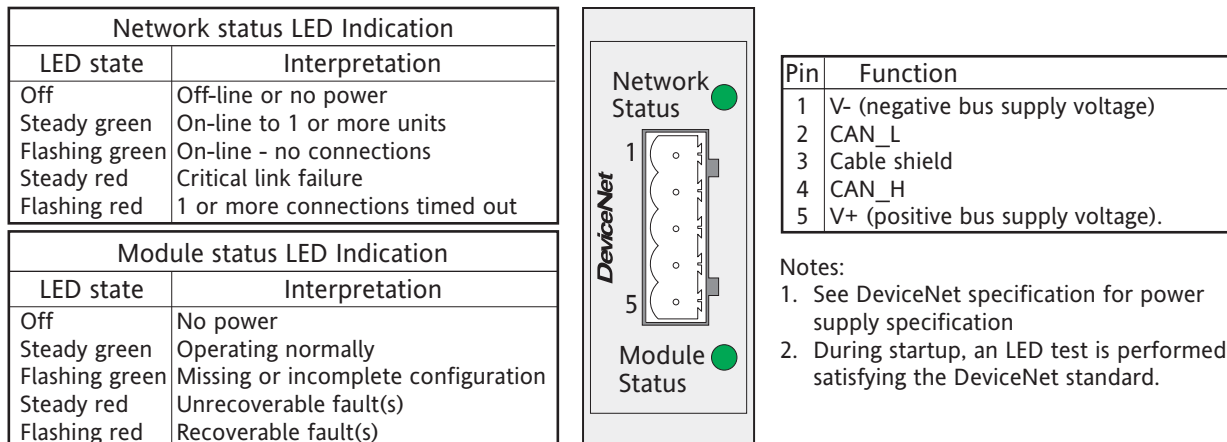 Network status LED Indication
LED state Interpretation
Off Off-line or no power
Steady green On-line to 1 or more units
Flashing green On-line - no connections
Steady red Critical link failure
Flashing red 1 or more connections timed out
Module status LED Indication
LED state Interpretation
Off No power
Steady green Operating normally
Flashing green Missing or incomplete configuration
Steady red Unrecoverable fault(s)
Flashing red Recoverable fault(s)
Network
Status
1
DeviceNet
5
Module
Status
Pin Function
1 V- (negative bus supply voltage)
2 CAN_L
3 Cable shield
4 CAN_H
5 V+ (positive bus supply voltage).
Notes:
1. See DeviceNet specification for power
supply specification
2. During startup, an LED test is performed
satisfying the DeviceNet standard.